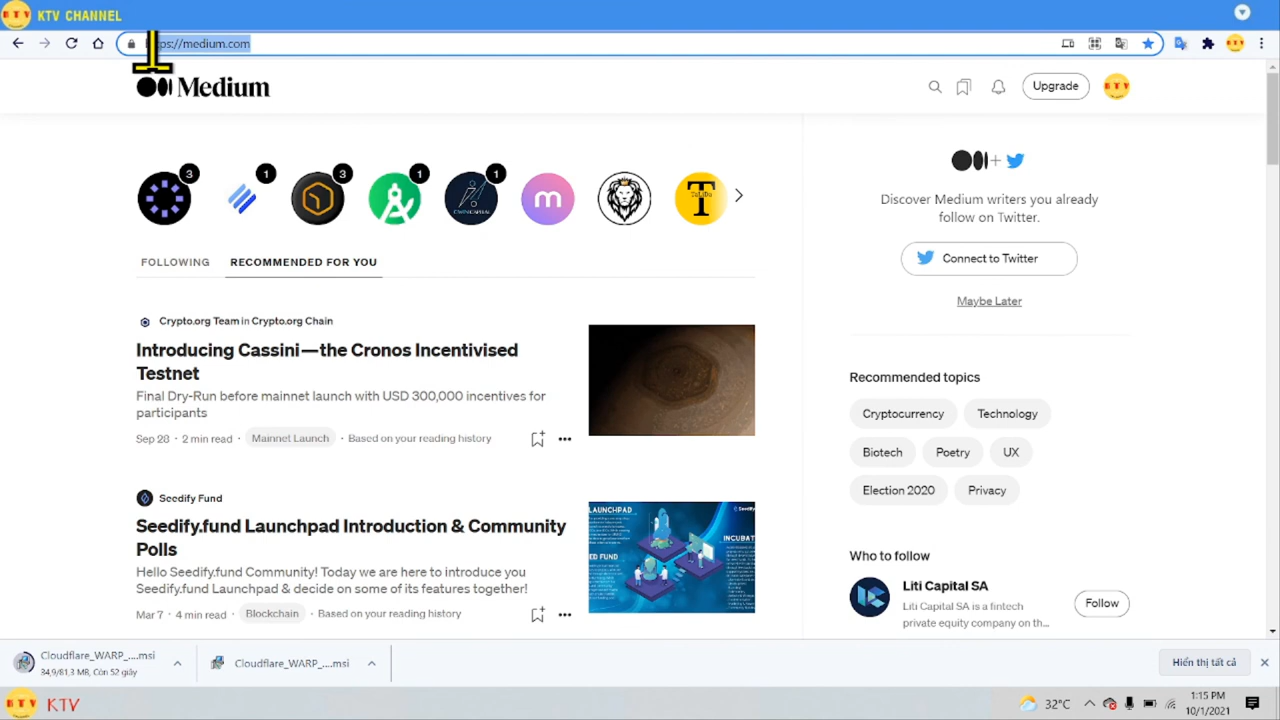 KTV CHANNEL
ps://medium.com
Medium
Upgrade
3
1
3
1
1
m
T
FOLLOWING
RECOMMENDED FOR YOU
Crypto.org Team in Crypto.org Chain
Introducing Cassini—the Cronos Incentivised
Testnet
Final Dry-Run before mainnet launch with USD 300,000 incentives for
participants
Sep 28 · 2 min read · Mainnet Launch · Based on your reading history
Seedify Fund
Seedify.fund Launchpad Introduction & Community
Polls
Hello Seedify.fund Community! Today we are here to introduce you
Seedify.fund Launchpad & decide on some of its features together!
Mar 7 · 4 min read · Blockchain · Based on your reading history
LAUNCHPAD
INCUBAT
ED FUND
+
Discover Medium writers you already
follow on Twitter.
Connect to Twitter
Maybe Later
Recommended topics
Cryptocurrency
Technology
Biotech
Poetry
UX
Election 2020
Privacy
Who to follow
Liti Capital SA
Liti Capital SA is a fintech
private equity company on th...
Follow
Cloudflare_WARP_....msi
34,9/81,3 MB, Còn 52 giây
Cloudflare_WARP_....msi
Hiển thị tất cả
KTV
32°C
1:15 PM
10/1/2021